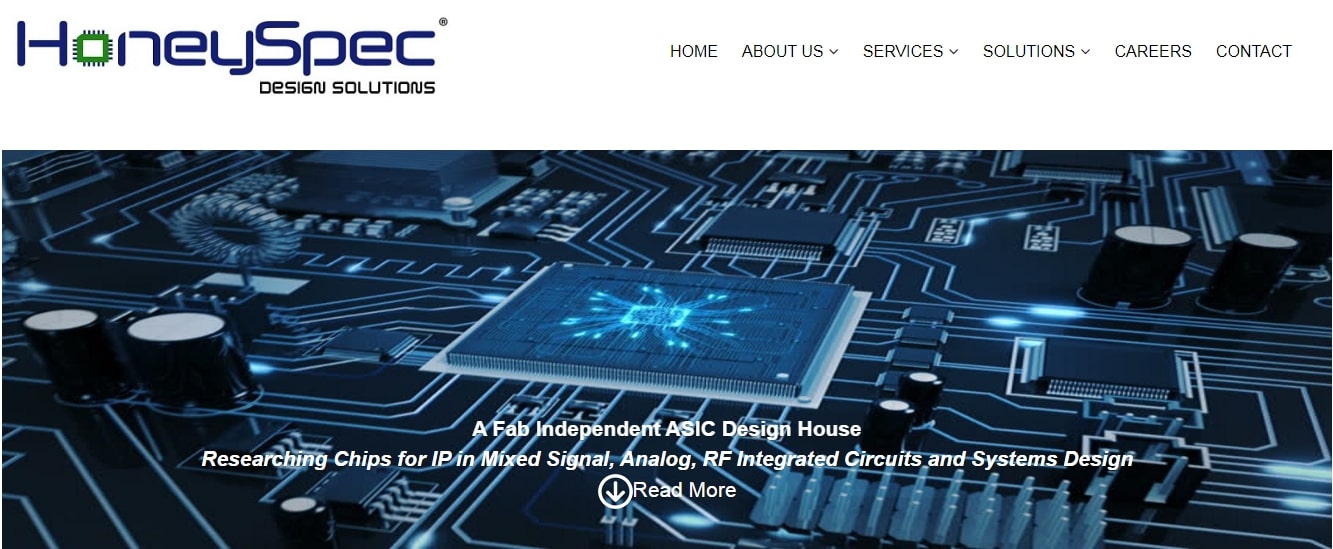 HoneySpec®
DESIGN SOLUTIONS
HOME ABOUT US SERVICES SOLUTIONS CAREERS CONTACT
A Fab Independent ASIC Design House
Researching Chips for IP in Mixed Signal, Analog, RF Integrated Circuits and Systems Design
Read More